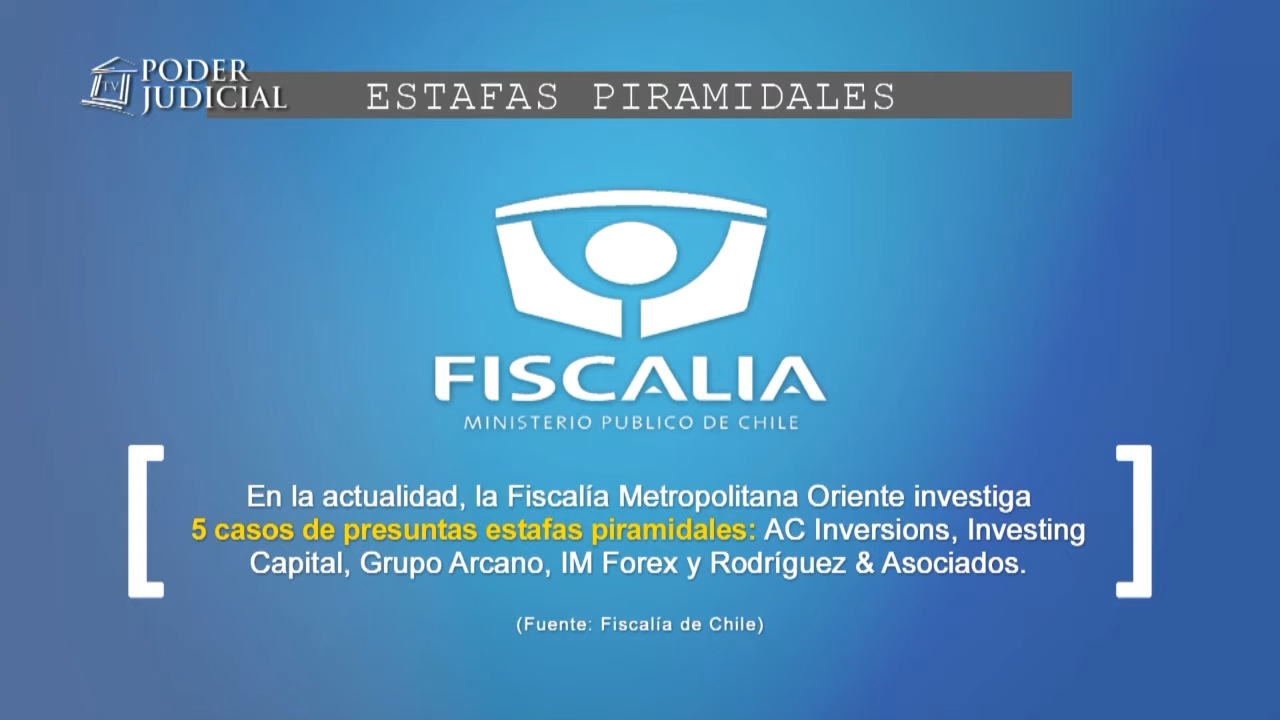 PODER
JUDICIAL
TV
ESTAFAS PIRAMIDALES
FISCALIA
MINISTERIO PUBLICO DE CHILE
En la actualidad, la Fiscalía Metropolitana Oriente investiga
5 casos de presuntas estafas piramidales: AC Inversions, Investing
Capital, Grupo Arcano, IM Forex y Rodríguez & Asociados.
(Fuente: Fiscalía de Chile)